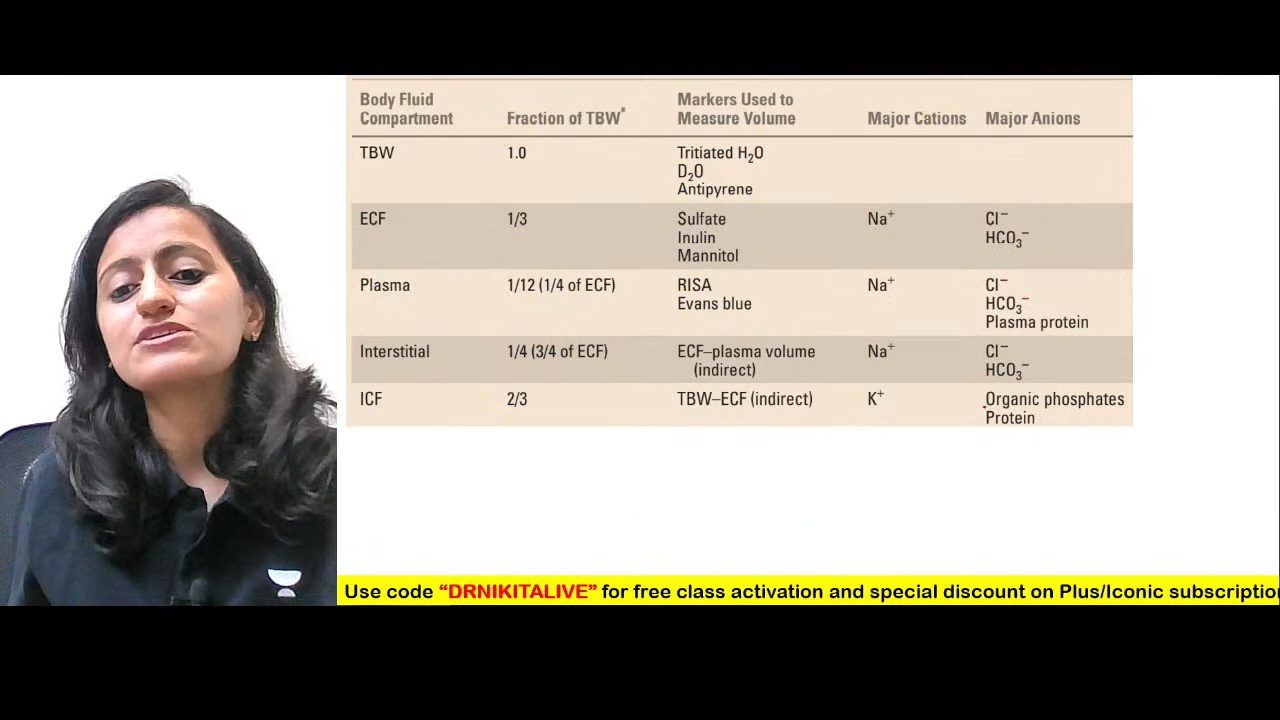 Body Fluid Compartment	Fraction of TBW*	Markers Used to Measure Volume	Major Cations	Major Anions
TBW	1.0	Tritiated H₂O
D₂O
Antipyrene
ECF	1/3	Sulfate	Na⁺	Cl⁻
Inulin	HCO₃⁻
Mannitol
Plasma	1/12 (1/4 of ECF)	RISA	Na⁺	Cl⁻
Evans blue	HCO₃⁻
Plasma protein
Interstitial	1/4 (3/4 of ECF)	ECF–plasma volume	Na⁺	Cl⁻
(indirect)	HCO₃⁻
ICF	2/3	TBW–ECF (indirect)	K⁺	Organic phosphates
Protein
Use code “DRNIKITALIVE” for free class activation and special discount on Plus/Iconic subscription